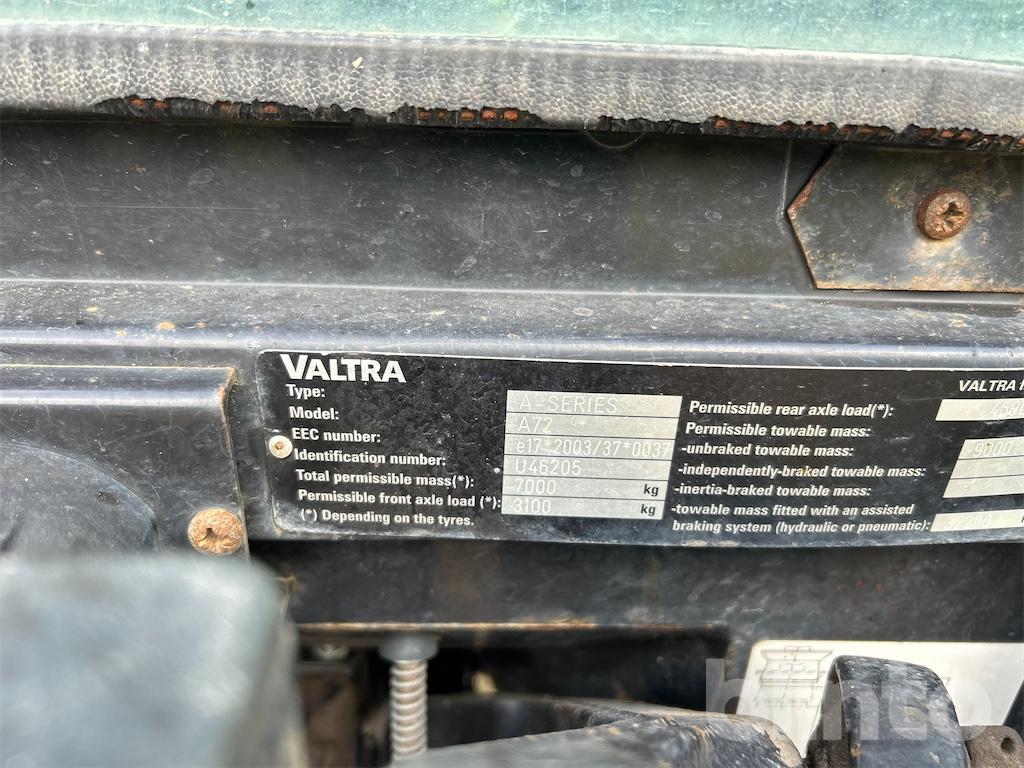 VALTRA
Type:
A-SERIES
Model:
A72
EEC number:
e17*2003/37*0037
Identification number:
U46205
Total permissible mass(*):
7000 kg
Permissible front axle load (*):
3100 kg
(*) Depending on the tyres.
VALTRA
Permissible rear axle load(*):
Permissible towable mass:
-unbraked towable mass:
9000
-independently-braked towable mass:
-inertia-braked towable mass:
-towable mass fitted with an assisted
braking system (hydraulic or pneumatic):